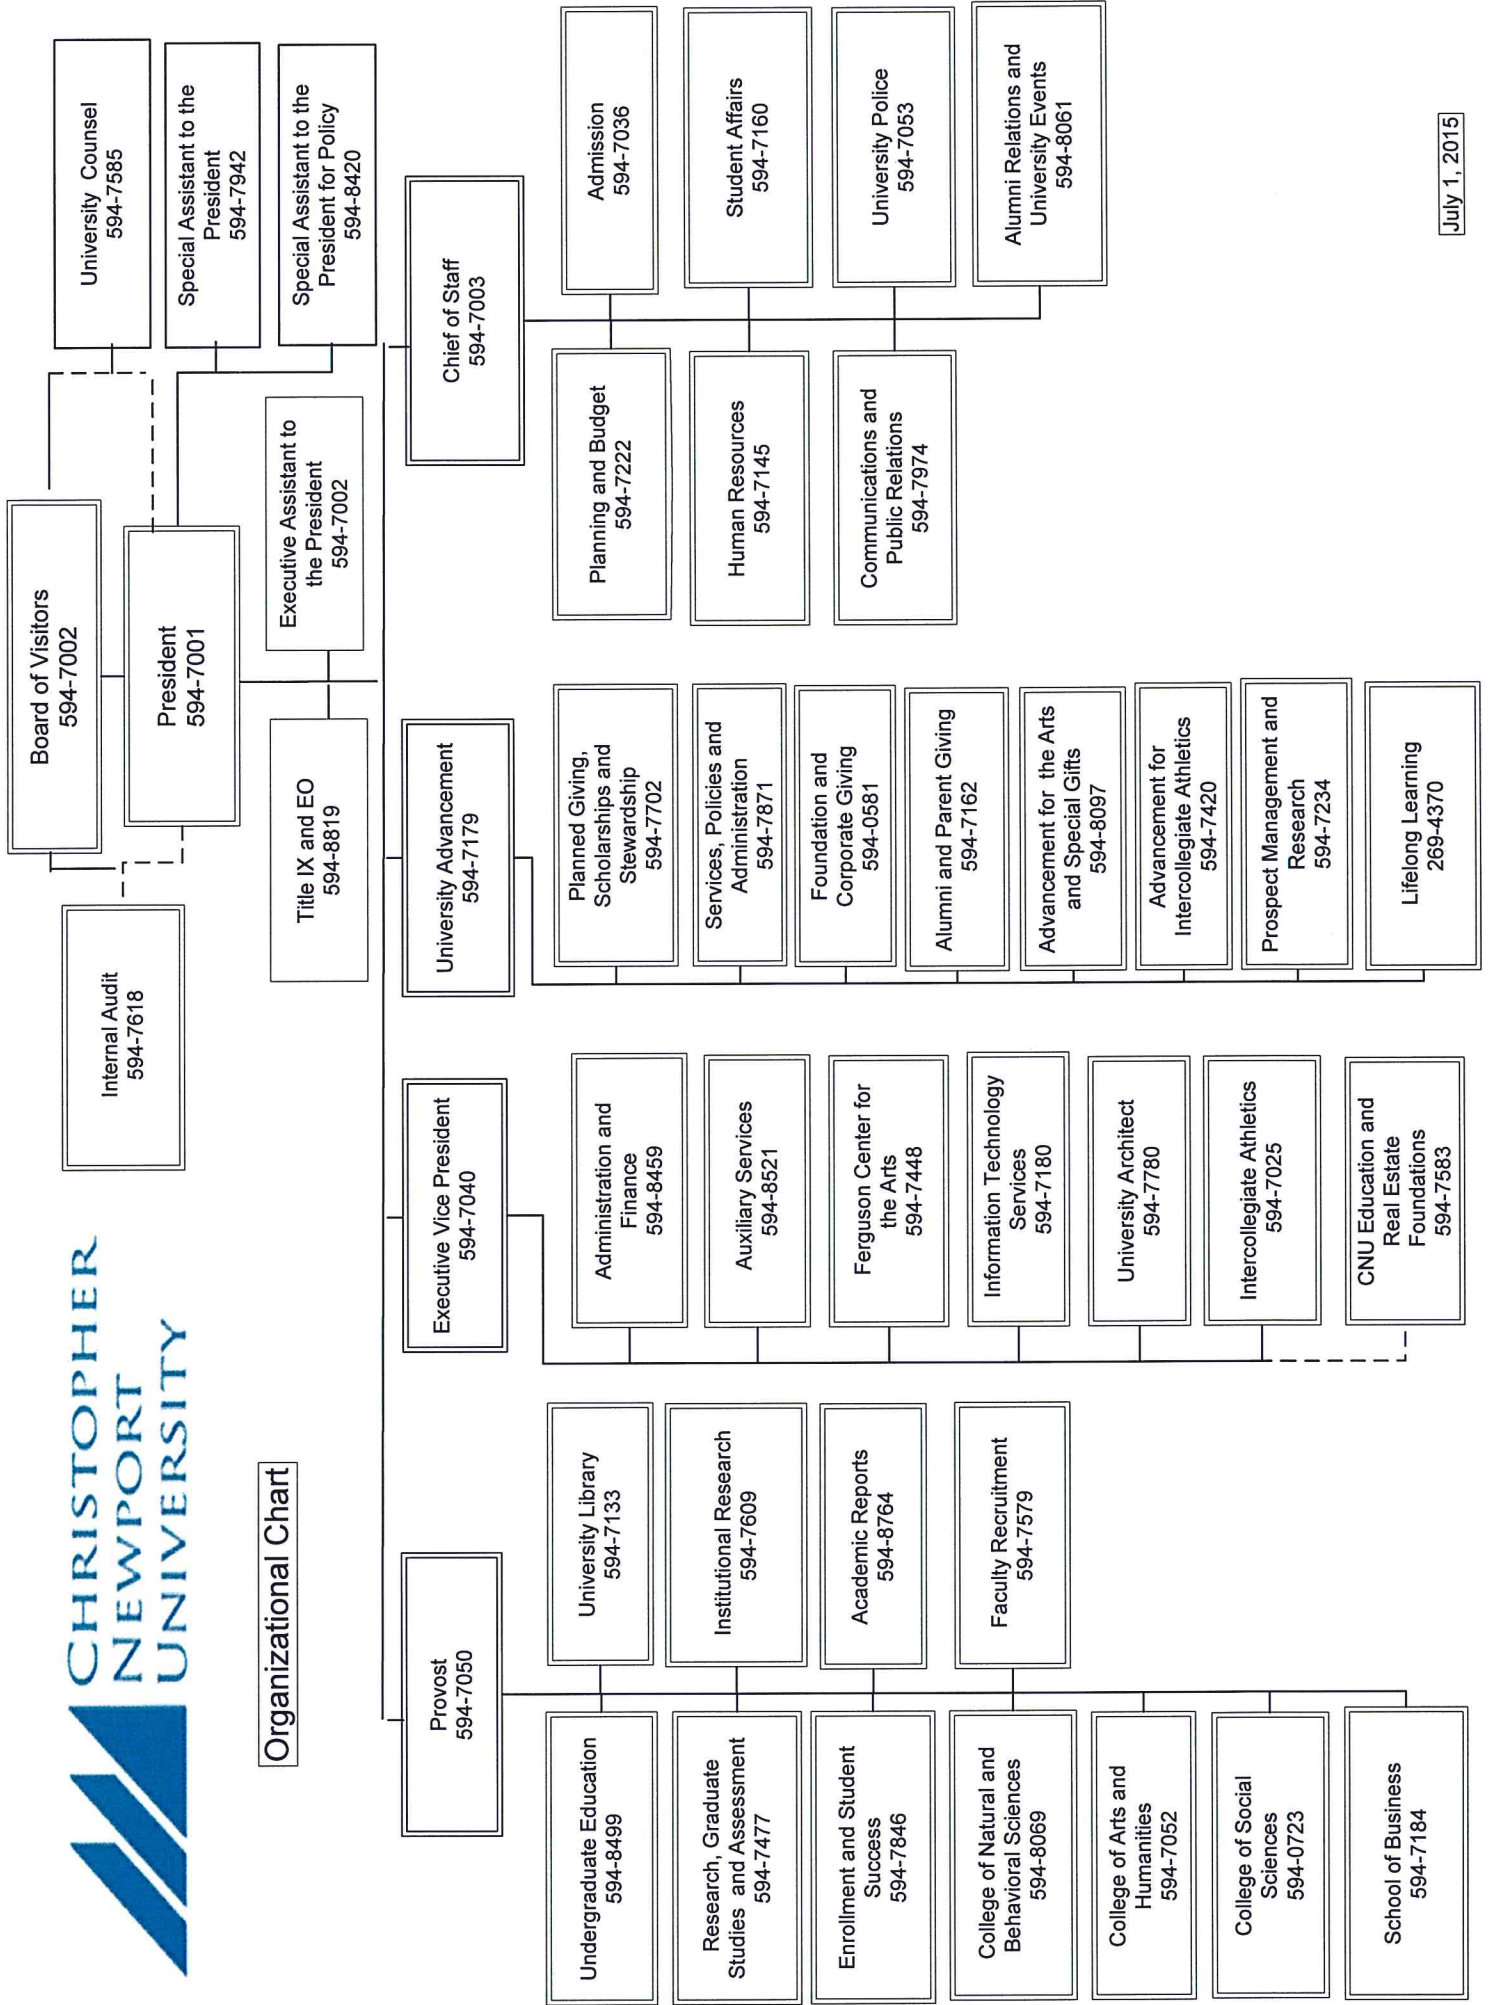 CHRISTOPHER
NEWPORT
UNIVERSITY
Organizational Chart
Board of Visitors
594-7002
President
594-7001
Internal Audit
594-7618
University Counsel
594-7585
Special Assistant to the
President
594-7942
Special Assistant to the
President for Policy
594-8420
Title IX and EO
594-8819
Executive Assistant to
the President
594-7002
Provost
594-7050
Undergraduate Education
594-8499
University Library
594-7133
Research, Graduate
Studies and Assessment
594-7477
Institutional Research
594-7609
Enrollment and Student
Success
594-7846
Academic Reports
594-8764
College of Natural and
Behavioral Sciences
594-8069
Faculty Recruitment
594-7579
College of Arts and
Humanities
594-7052
College of Social
Sciences
594-0723
School of Business
594-7184
Executive Vice President
594-7040
Administration and
Finance
594-8459
Auxiliary Services
594-8521
Ferguson Center for
the Arts
594-7448
Information Technology
Services
594-7180
University Architect
594-7780
Intercollegiate Athletics
594-7025
CNU Education and
Real Estate
Foundations
594-7583
University Advancement
594-7179
Planned Giving,
Scholarships and
Stewardship
594-7702
Services, Policies and
Administration
594-7871
Foundation and
Corporate Giving
594-0581
Alumni and Parent Giving
594-7162
Advancement for the Arts
and Special Gifts
594-8097
Advancement for
Intercollegiate Athletics
594-7420
Prospect Management and
Research
594-7234
Lifelong Learning
269-4370
Chief of Staff
594-7003
Planning and Budget
594-7222
Admission
594-7036
Human Resources
594-7145
Student Affairs
594-7160
Communications and
Public Relations
594-7974
University Police
594-7053
Alumni Relations and
University Events
594-8061
July 1, 2015